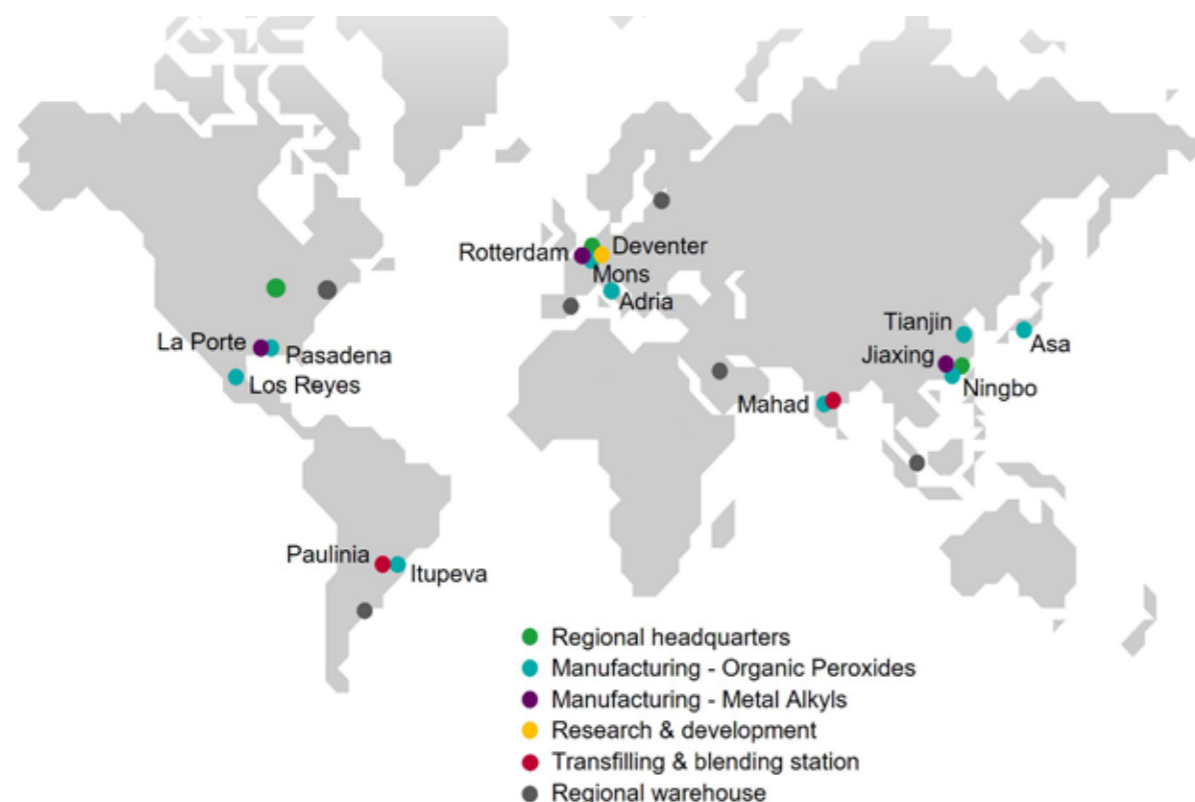 Rotterdam
Deventer
Mons
Adria
La Porte
Pasadena
Los Reyes
Tianjin
Asa
Jiaxing
Ningbo
Mahad
Paulinia
Itupeva
Regional headquarters
Manufacturing - Organic Peroxides
Manufacturing - Metal Alkyls
Research & development
Transfilling & blending station
Regional warehouse